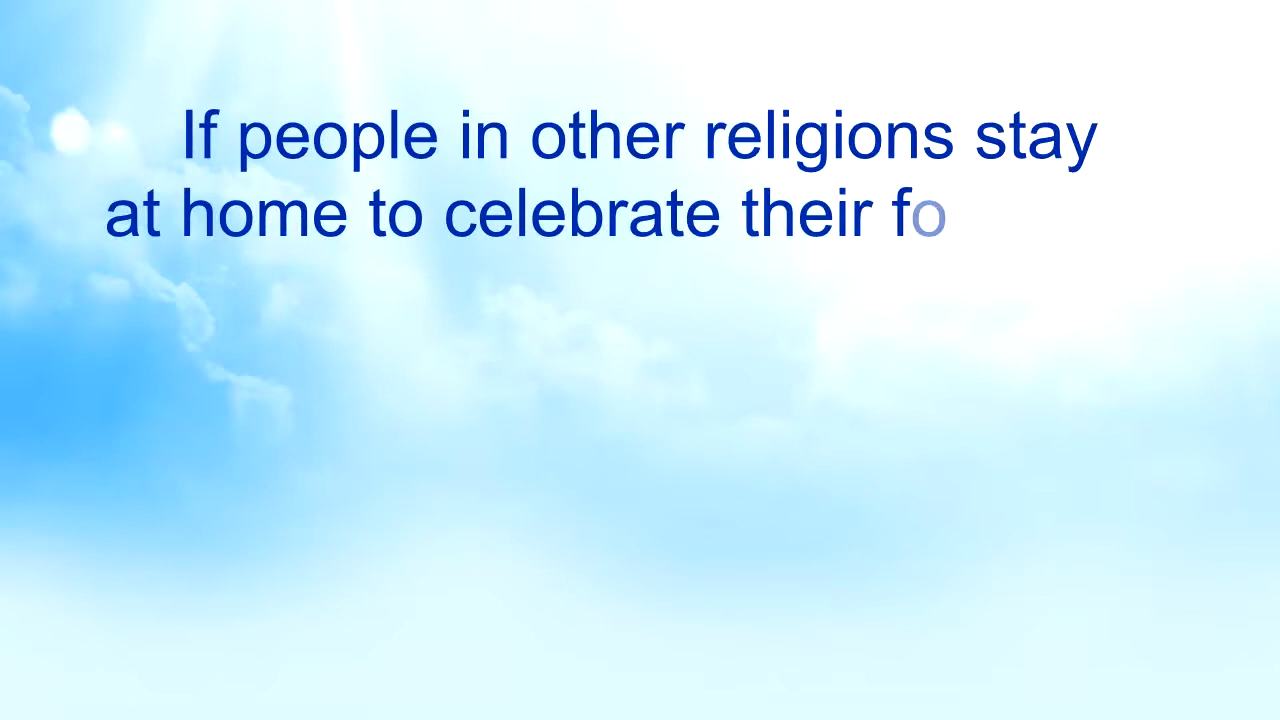 If people in other religions stay
at home to celebrate their fo